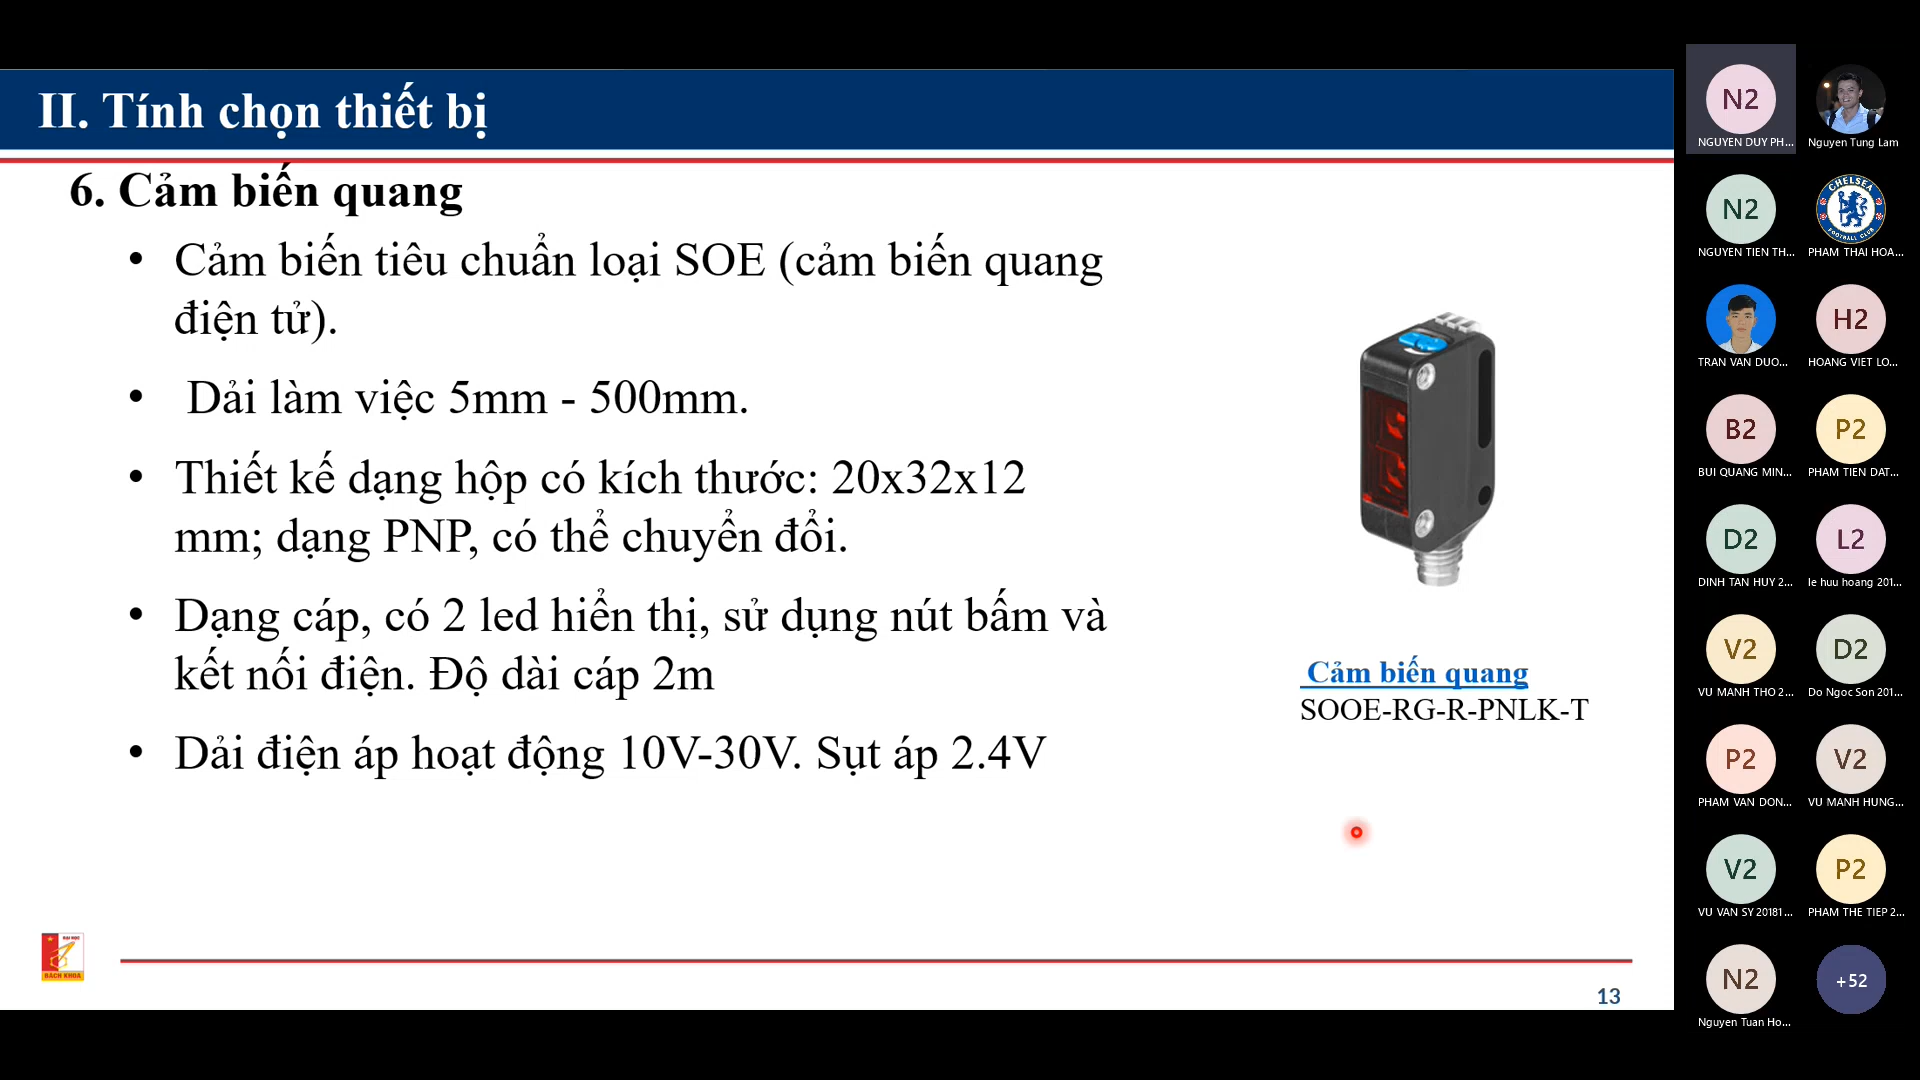 II. Tính chọn thiết bị
6. Cảm biến quang
• Cảm biến tiêu chuẩn loại SOE (cảm biến quang
điện tử).
• Dải làm việc 5mm - 500mm.
• Thiết kế dạng hộp có kích thước: 20x32x12
mm; dạng PNP, có thể chuyển đổi.
• Dạng cáp, có 2 led hiển thị, sử dụng nút bấm và
kết nối điện. Độ dài cáp 2m
• Dải điện áp hoạt động 10V-30V. Sụt áp 2.4V
Cảm biến quang
SOOE-RG-R-PNLK-T
ĐẠI HỌC
BÁCH KHOA
13
N2
NGUYEN DUY PH...
Nguyen Tung Lam
N2
NGUYEN TIEN TH...
CHELSEA
FOOTBALL CLUB
PHAM THAI HOA...
TRAN VAN DUO...
H2
HOANG VIET LO...
B2
BUI QUANG MIN...
P2
PHAM TIEN DAT...
D2
DINH TAN HUY 2...
L2
le huu hoang 201...
V2
VU MANH THO 2...
D2
Do Ngoc Son 201...
P2
PHAM VAN DON...
V2
VU MANH HUNG...
V2
VU VAN SY 20181...
P2
PHAM THE TIEP 2...
N2
Nguyen Tuan Ho...
+52